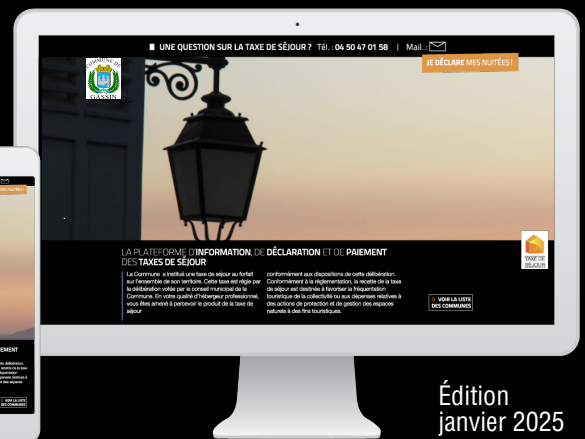 UNE QUESTION SUR LA TAXE DE SÉJOUR ? Tél. : 04 50 47 01 58 | Mail. :
JE DÉCLARE MES NUITÉES !
COMMUNE DE
GASSIN
LA PLATEFORME D'INFORMATION, DE DÉCLARATION ET DE PAIEMENT
DES TAXES DE SÉJOUR
La Commune a institué une taxe de séjour au forfait
sur l'ensemble de son territoire. Cette taxe est régie par
la délibération votée par le conseil municipal de la
Commune. En votre qualité d'hébergeur professionnel,
vous êtes amené à percevoir le produit de la taxe de
séjour
conformément aux dispositions de cette délibération.
Conformément à la réglementation, la recette de la taxe
de séjour est destinée à favoriser la fréquentation
touristique de la collectivité ou aux dépenses relatives à
des actions de protection et de gestion des espaces
naturels à des fins touristiques.
TAXE DE
SÉJOUR
VOIR LA LISTE
DES COMMUNES
EMENT
VOIR LA LISTE
DES COMMUNES
Édition
janvier 2025